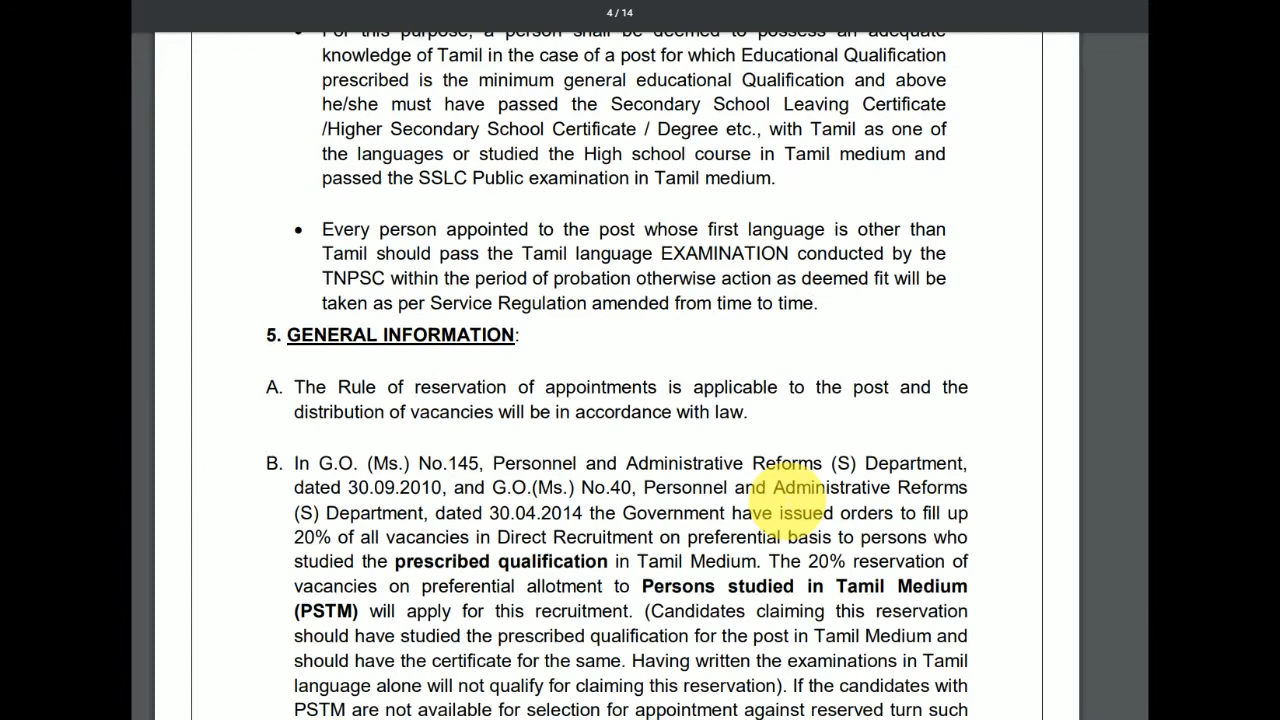 4 / 14
• For this purpose, a person shall be deemed to possess an adequate
knowledge of Tamil in the case of a post for which Educational Qualification
prescribed is the minimum general educational Qualification and above
he/she must have passed the Secondary School Leaving Certificate
/Higher Secondary School Certificate / Degree etc., with Tamil as one of
the languages or studied the High school course in Tamil medium and
passed the SSLC Public examination in Tamil medium.
• Every person appointed to the post whose first language is other than
Tamil should pass the Tamil language EXAMINATION conducted by the
TNPSC within the period of probation otherwise action as deemed fit will be
taken as per Service Regulation amended from time to time.
5. GENERAL INFORMATION:
A. The Rule of reservation of appointments is applicable to the post and the
distribution of vacancies will be in accordance with law.
B. In G.O. (Ms.) No.145, Personnel and Administrative Reforms (S) Department,
dated 30.09.2010, and G.O.(Ms.) No.40, Personnel and Administrative Reforms
(S) Department, dated 30.04.2014 the Government have issued orders to fill up
20% of all vacancies in Direct Recruitment on preferential basis to persons who
studied the prescribed qualification in Tamil Medium. The 20% reservation of
vacancies on preferential allotment to Persons studied in Tamil Medium
(PSTM) will apply for this recruitment. (Candidates claiming this reservation
should have studied the prescribed qualification for the post in Tamil Medium and
should have the certificate for the same. Having written the examinations in Tamil
language alone will not qualify for claiming this reservation). If the candidates with
PSTM are not available for selection for appointment against reserved turn such